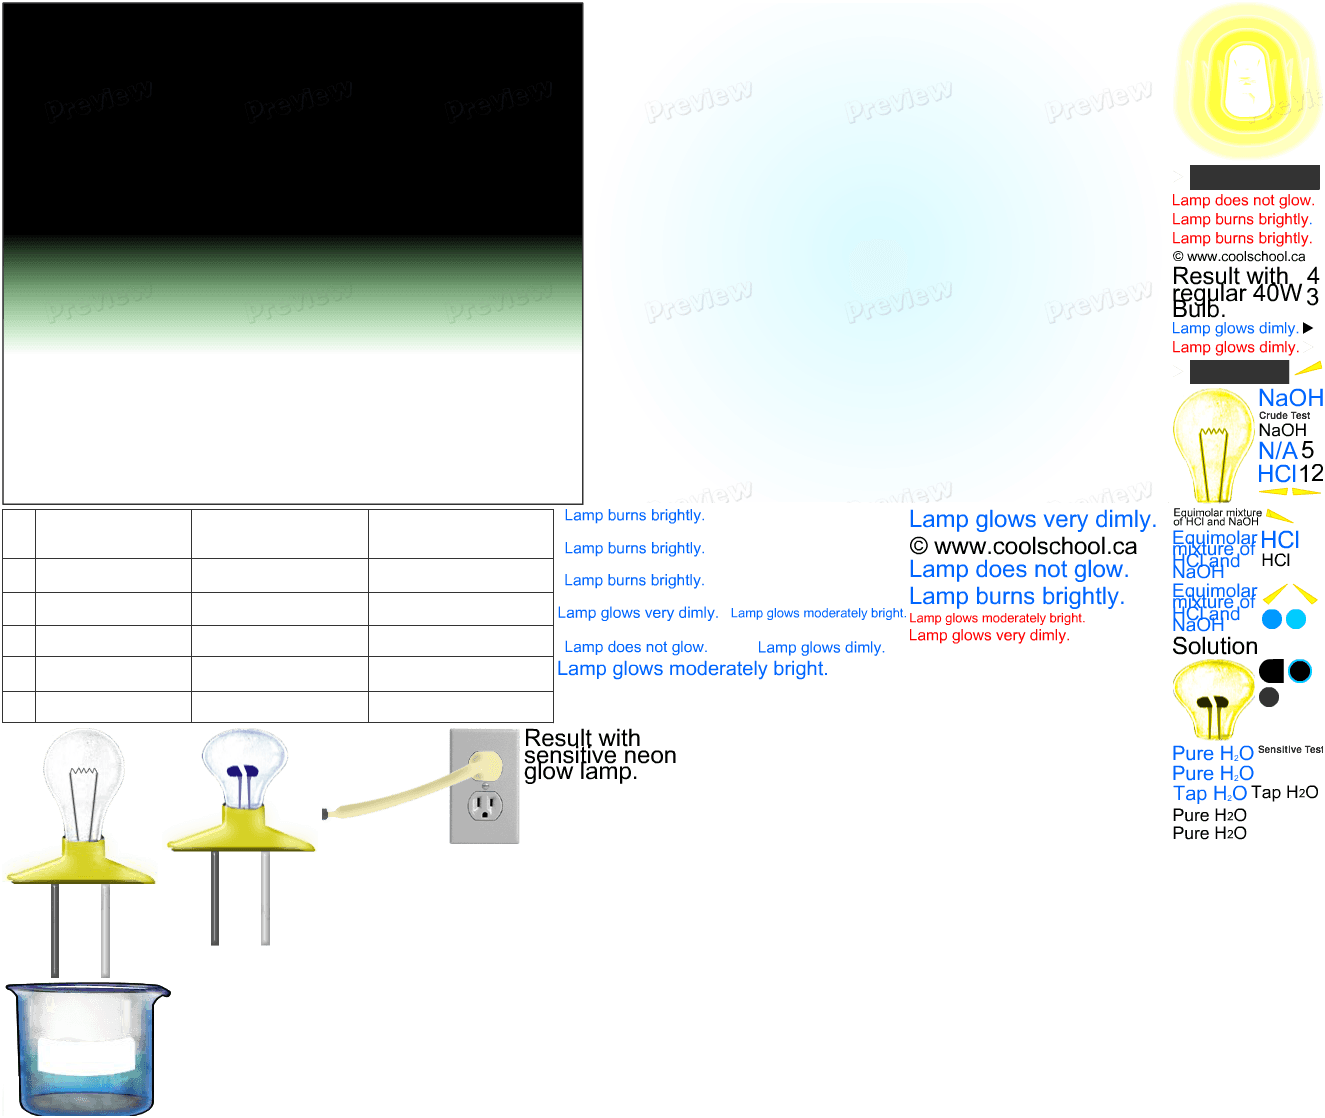 Preview Preview Preview Preview Preview Preview Preview
Preview Preview Preview Preview Preview Preview
Preview Preview Preview
Lamp does not glow.
Lamp burns brightly.
Lamp burns brightly.
© www.coolschool.ca
Result with 4
regular 40W 3
Bulb.
Lamp glows dimly.
Lamp glows dimly.
NaOH
Crude Test
NaOH
N/A 5
HCl 12
Lamp burns brightly.
Lamp burns brightly.
Lamp burns brightly.
Lamp glows very dimly. Lamp glows moderately bright.
Lamp does not glow. Lamp glows dimly.
Lamp glows moderately bright.
Lamp glows very dimly.
© www.coolschool.ca
Lamp does not glow.
Lamp burns brightly.
Lamp glows moderately bright.
Lamp glows very dimly.
Equimolar mixture
of HCl and NaOH
Equimolar
mixture of
HCl and
NaOH
HCl
HCl
Equimolar
mixture of
HCl and
NaOH
Solution
Pure H₂O Sensitive Test
Pure H₂O
Tap H₂O Tap H2O
Pure H2O
Pure H2O
Result with
sensitive neon
glow lamp.